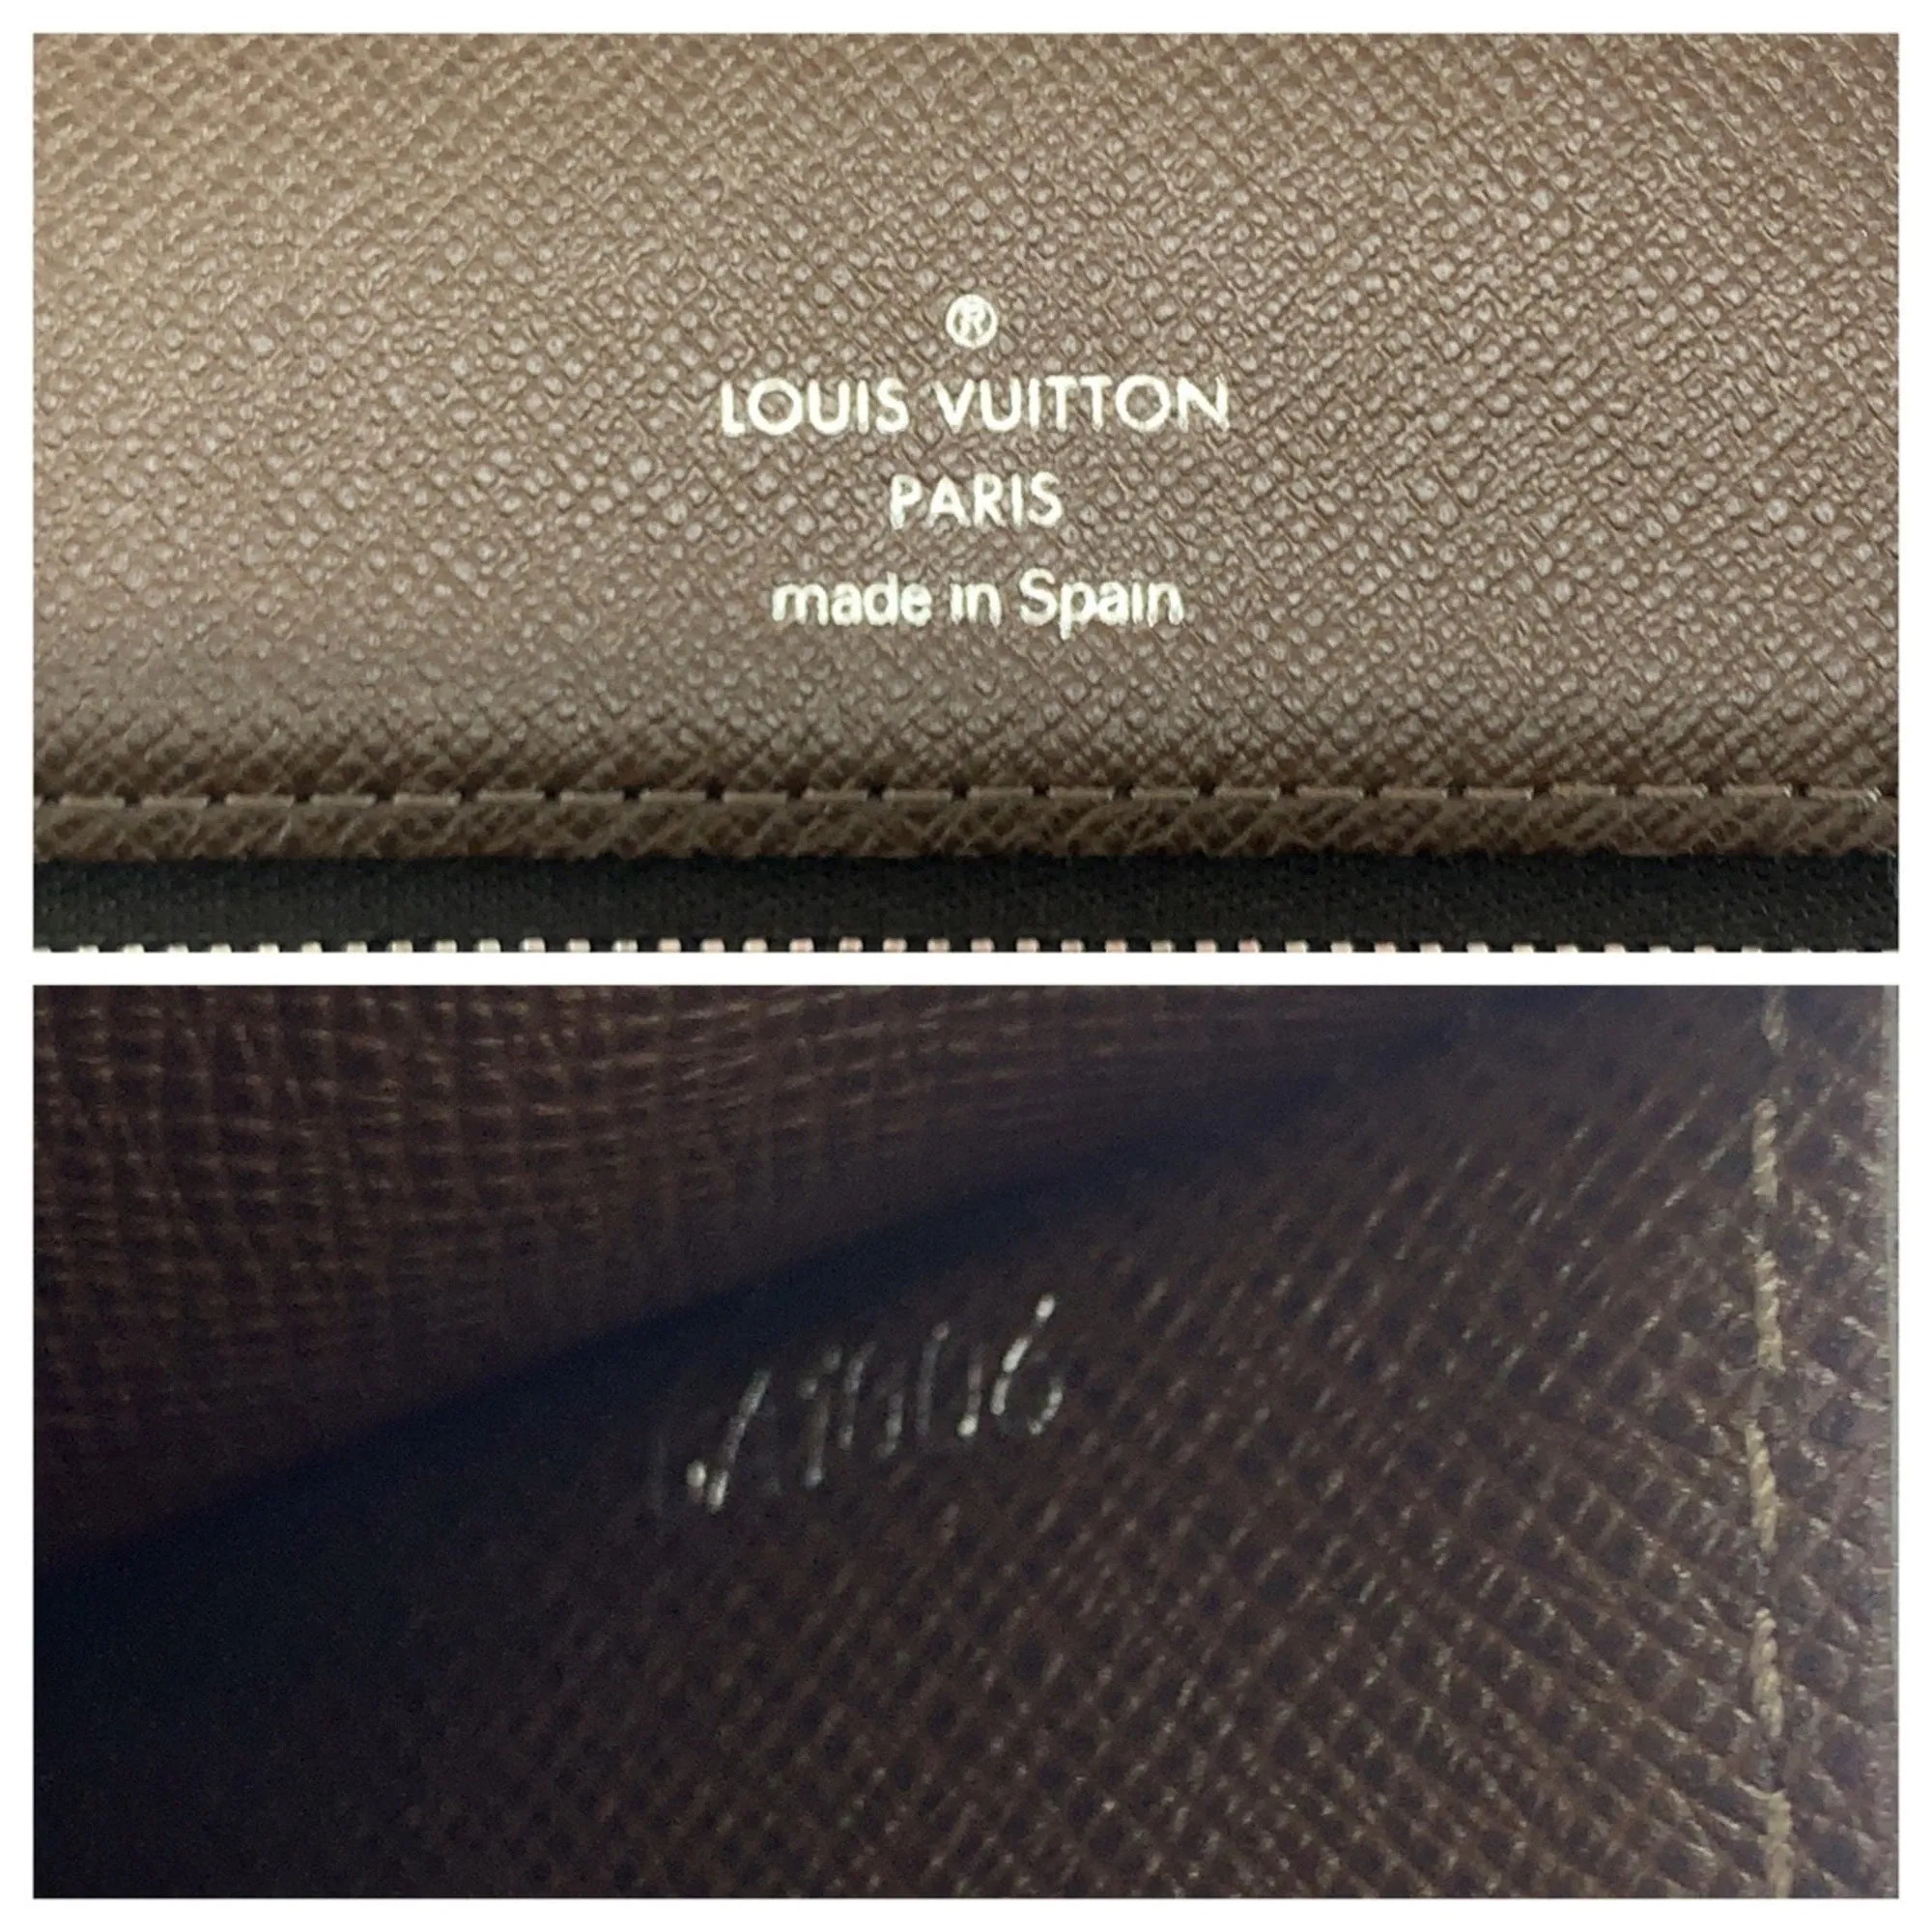 ®
LOUIS VUITTON
PARIS
made in Spain